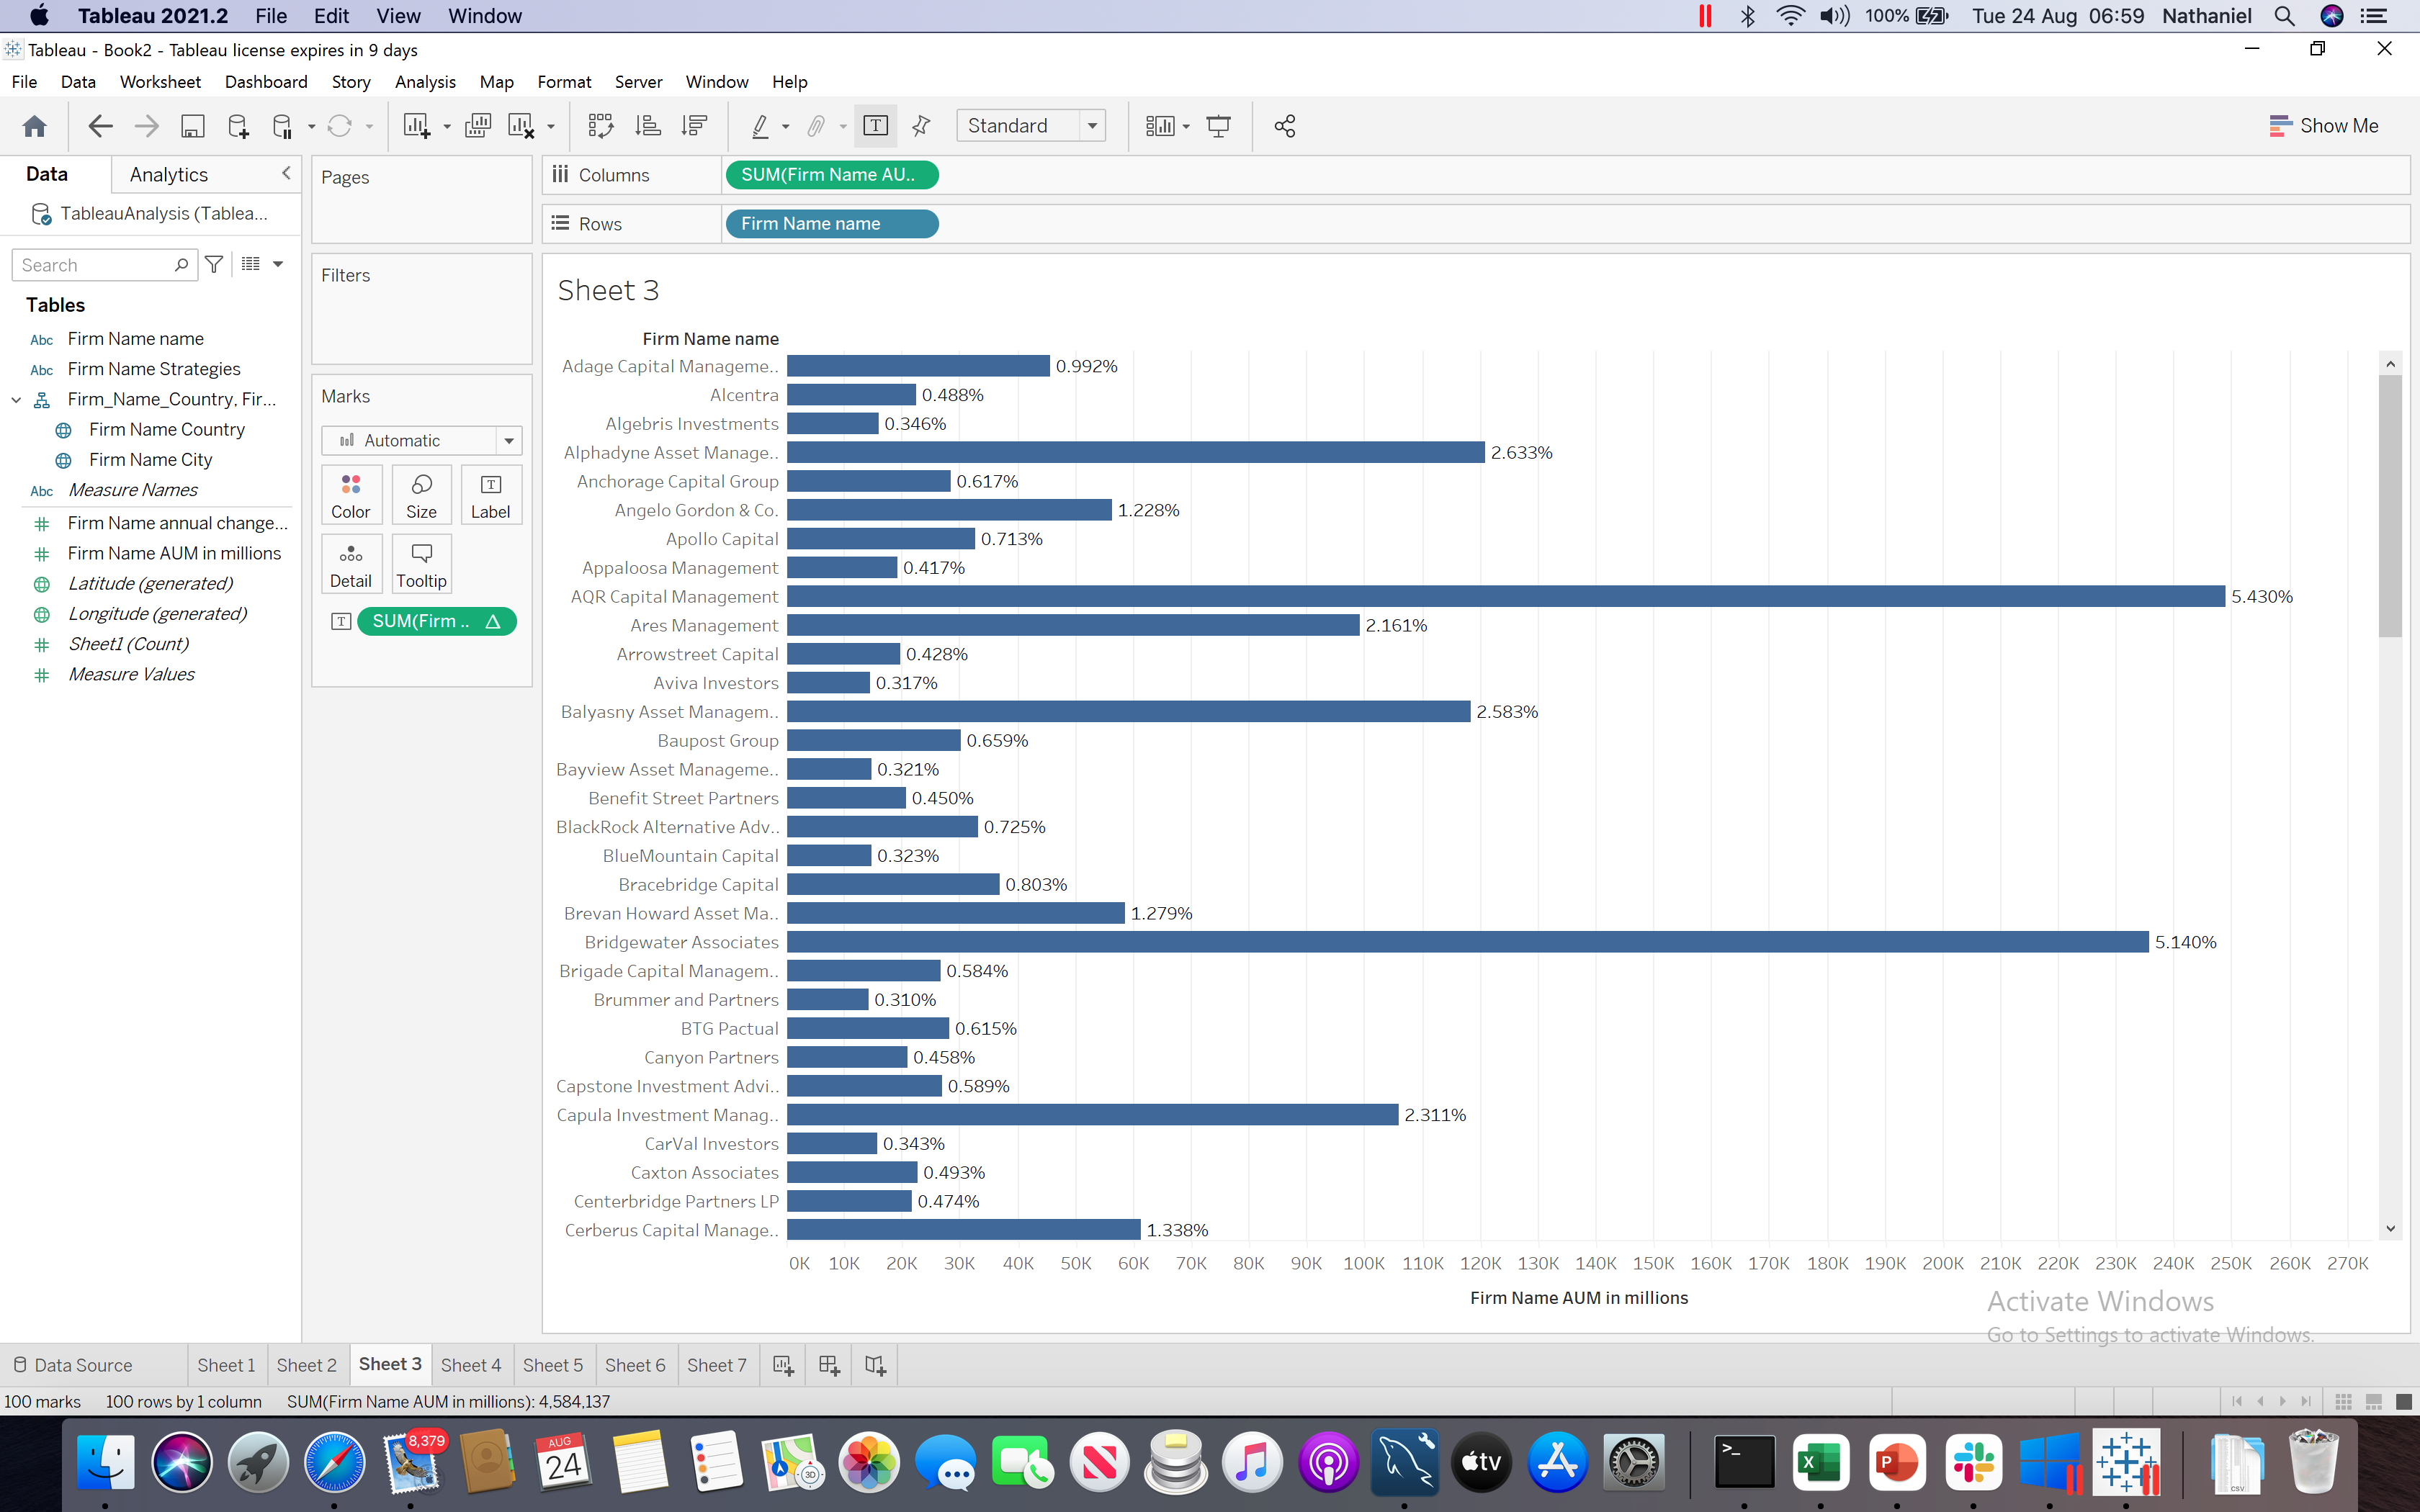 Tableau 2021.2 File Edit View Window 100% Tue 24 Aug 06:59 Nathaniel
Tableau - Book2 - Tableau license expires in 9 days
File Data Worksheet Dashboard Story Analysis Map Format Server Window Help
Standard
Show Me
Data Analytics
TableauAnalysis (Tablea...
Search
Tables
Abc Firm Name name
Abc Firm Name Strategies
Firm_Name_Country, Fir...
Firm Name Country
Firm Name City
Abc Measure Names
Firm Name annual change...
Firm Name AUM in millions
Latitude (generated)
Longitude (generated)
Sheet1 (Count)
Measure Values
Pages
Filters
Marks
Automatic
Color Size Label
Detail Tooltip
SUM(Firm ..
Columns SUM(Firm Name AU..
Rows Firm Name name
Sheet 3
Firm Name name
Adage Capital Manageme.. 0.992%
Alcentra 0.488%
Algebris Investments 0.346%
Alphadyne Asset Manage.. 2.633%
Anchorage Capital Group 0.617%
Angelo Gordon & Co. 1.228%
Apollo Capital 0.713%
Appaloosa Management 0.417%
AQR Capital Management 5.430%
Ares Management 2.161%
Arrowstreet Capital 0.428%
Aviva Investors 0.317%
Balyasny Asset Managem.. 2.583%
Baupost Group 0.659%
Bayview Asset Manageme.. 0.321%
Benefit Street Partners 0.450%
BlackRock Alternative Adv.. 0.725%
BlueMountain Capital 0.323%
Bracebridge Capital 0.803%
Brevan Howard Asset Ma.. 1.279%
Bridgewater Associates 5.140%
Brigade Capital Managem.. 0.584%
Brummer and Partners 0.310%
BTG Pactual 0.615%
Canyon Partners 0.458%
Capstone Investment Advi.. 0.589%
Capula Investment Manag.. 2.311%
CarVal Investors 0.343%
Caxton Associates 0.493%
Centerbridge Partners LP 0.474%
Cerberus Capital Manage.. 1.338%
0K 10K 20K 30K 40K 50K 60K 70K 80K 90K 100K 110K 120K 130K 140K 150K 160K 170K 180K 190K 200K 210K 220K 230K 240K 250K 260K 270K
Firm Name AUM in millions
Activate Windows
Go to Settings to activate Windows.
Data Source Sheet 1 Sheet 2 Sheet 3 Sheet 4 Sheet 5 Sheet 6 Sheet 7
100 marks 100 rows by 1 column SUM(Firm Name AUM in millions): 4,584,137
8,379
AUG
24
3D
tv
X
P
CSV